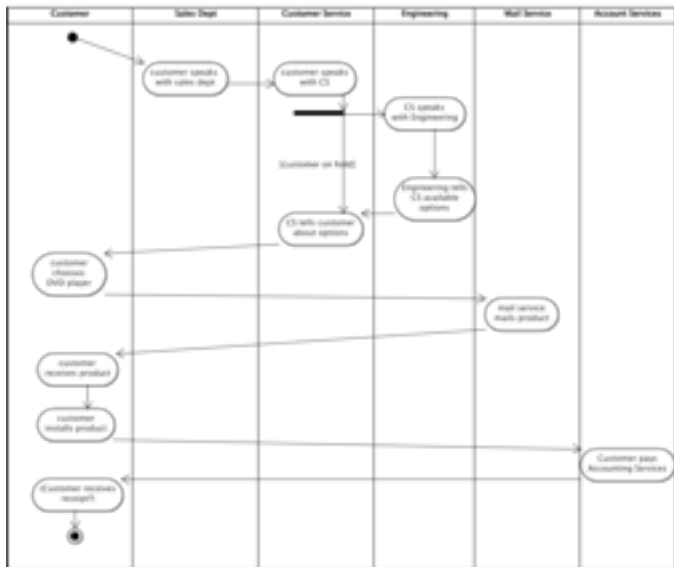 Customer
Sales Dept
Customer Service
Engineering
Mail Service
Account Services
customer speaks
with sales dept
customer speaks
with CS
CS speaks
with Engineering
[customer on hold]
Engineering tells
CS available
options
CS tells customer
about options
customer
chooses
DVD player
mail service
mails product
customer
receives product
customer
installs product
Customer pays
Accounting Services
(Customer receives
receipt?)